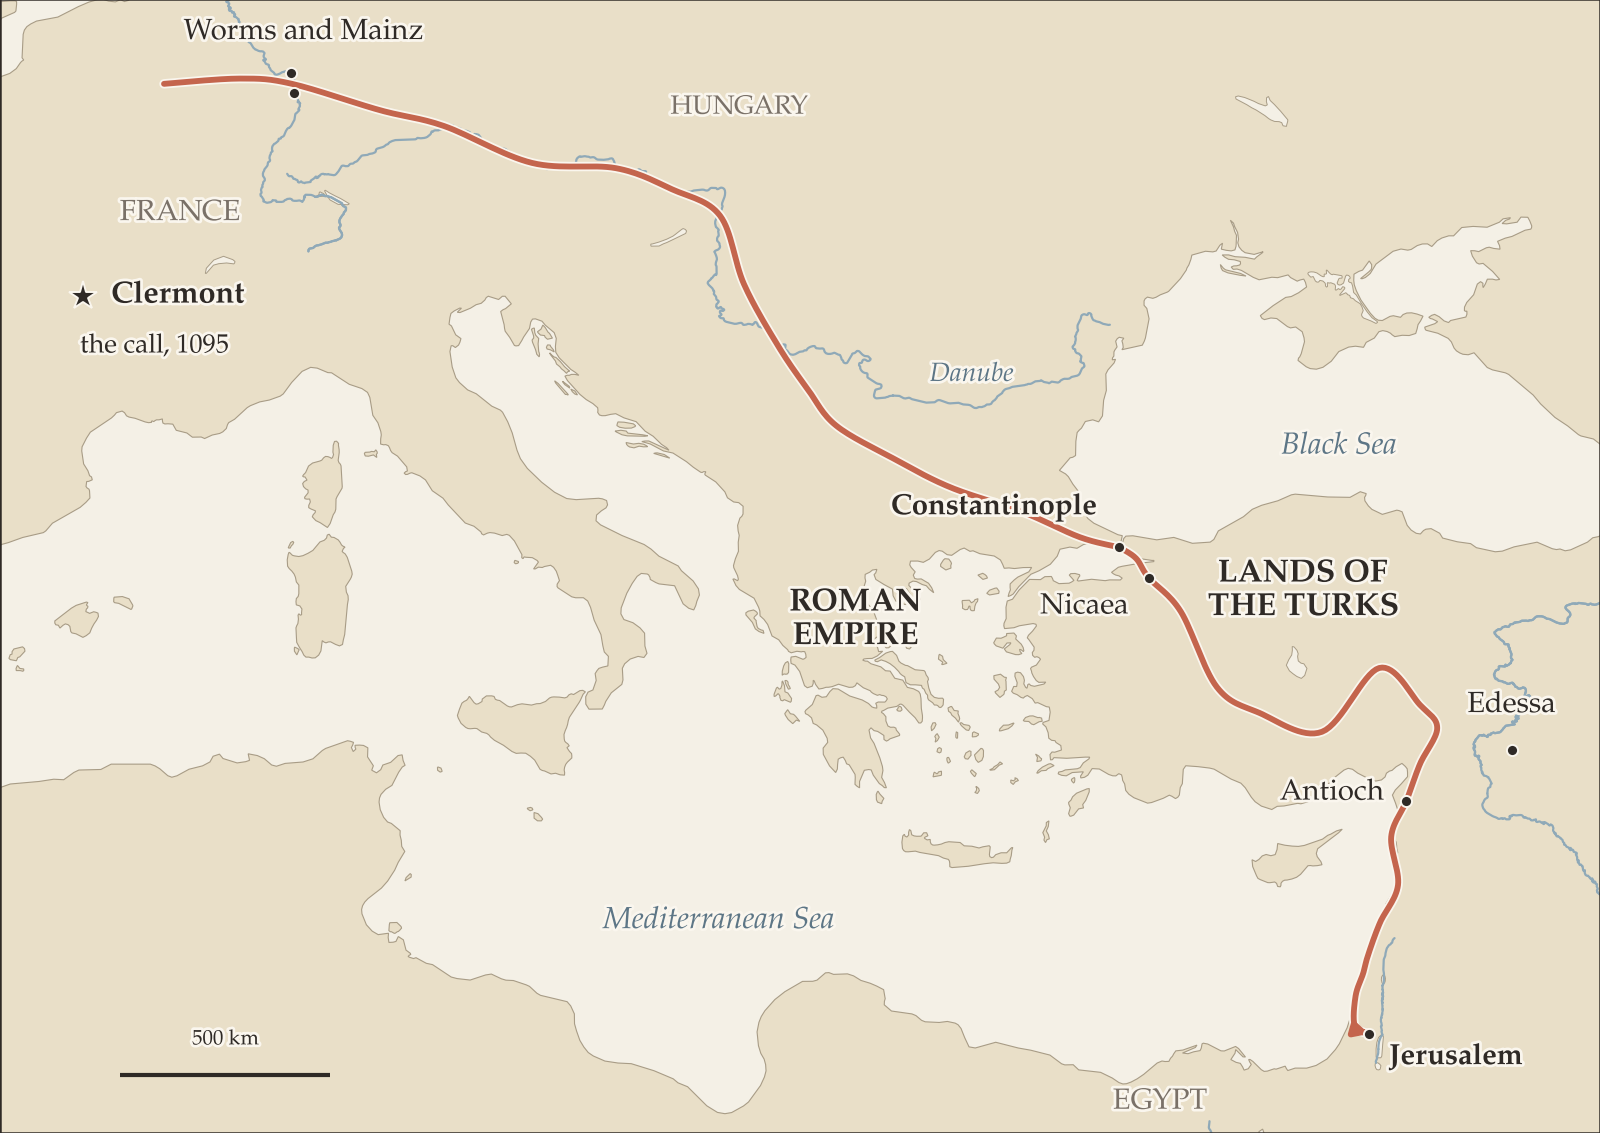 Worms and Mainz
HUNGARY
FRANCE
Clermont
the call, 1095
Danube
Black Sea
Constantinople
LANDS OF
THE TURKS
ROMAN
EMPIRE
Nicaea
Edessa
Antioch
Mediterranean Sea
500 km
Jerusalem
EGYPT